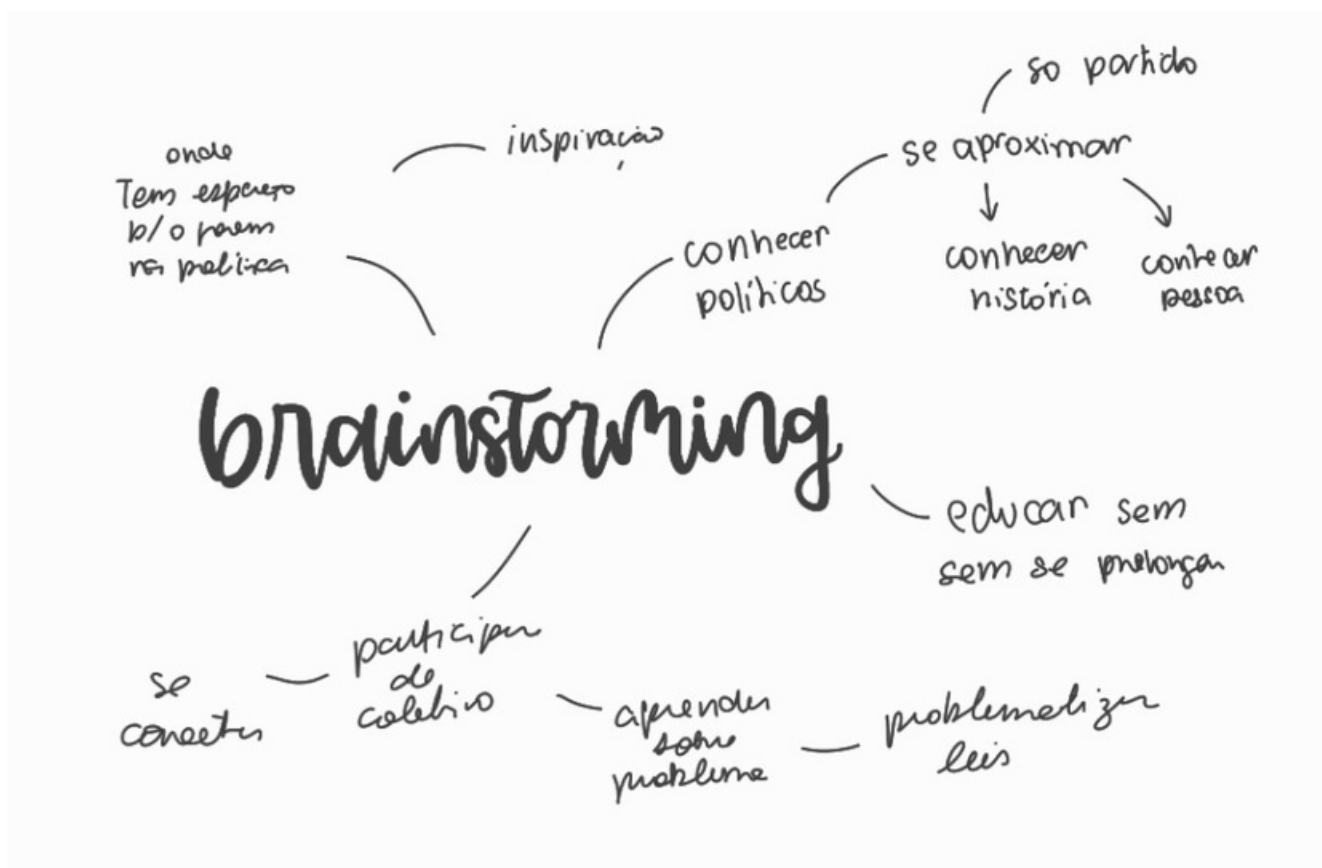 so partido
inspiração
se aproximar
onde
Tem espaço
p/ o jovem
na política
conhecer
políticos
conhecer
história
conhecer
pessoa
brainstorming
educar sem
sem se prolongar
participar
de
coletivo
se
conectar
aprender
sobre
problema
problematizar
leis